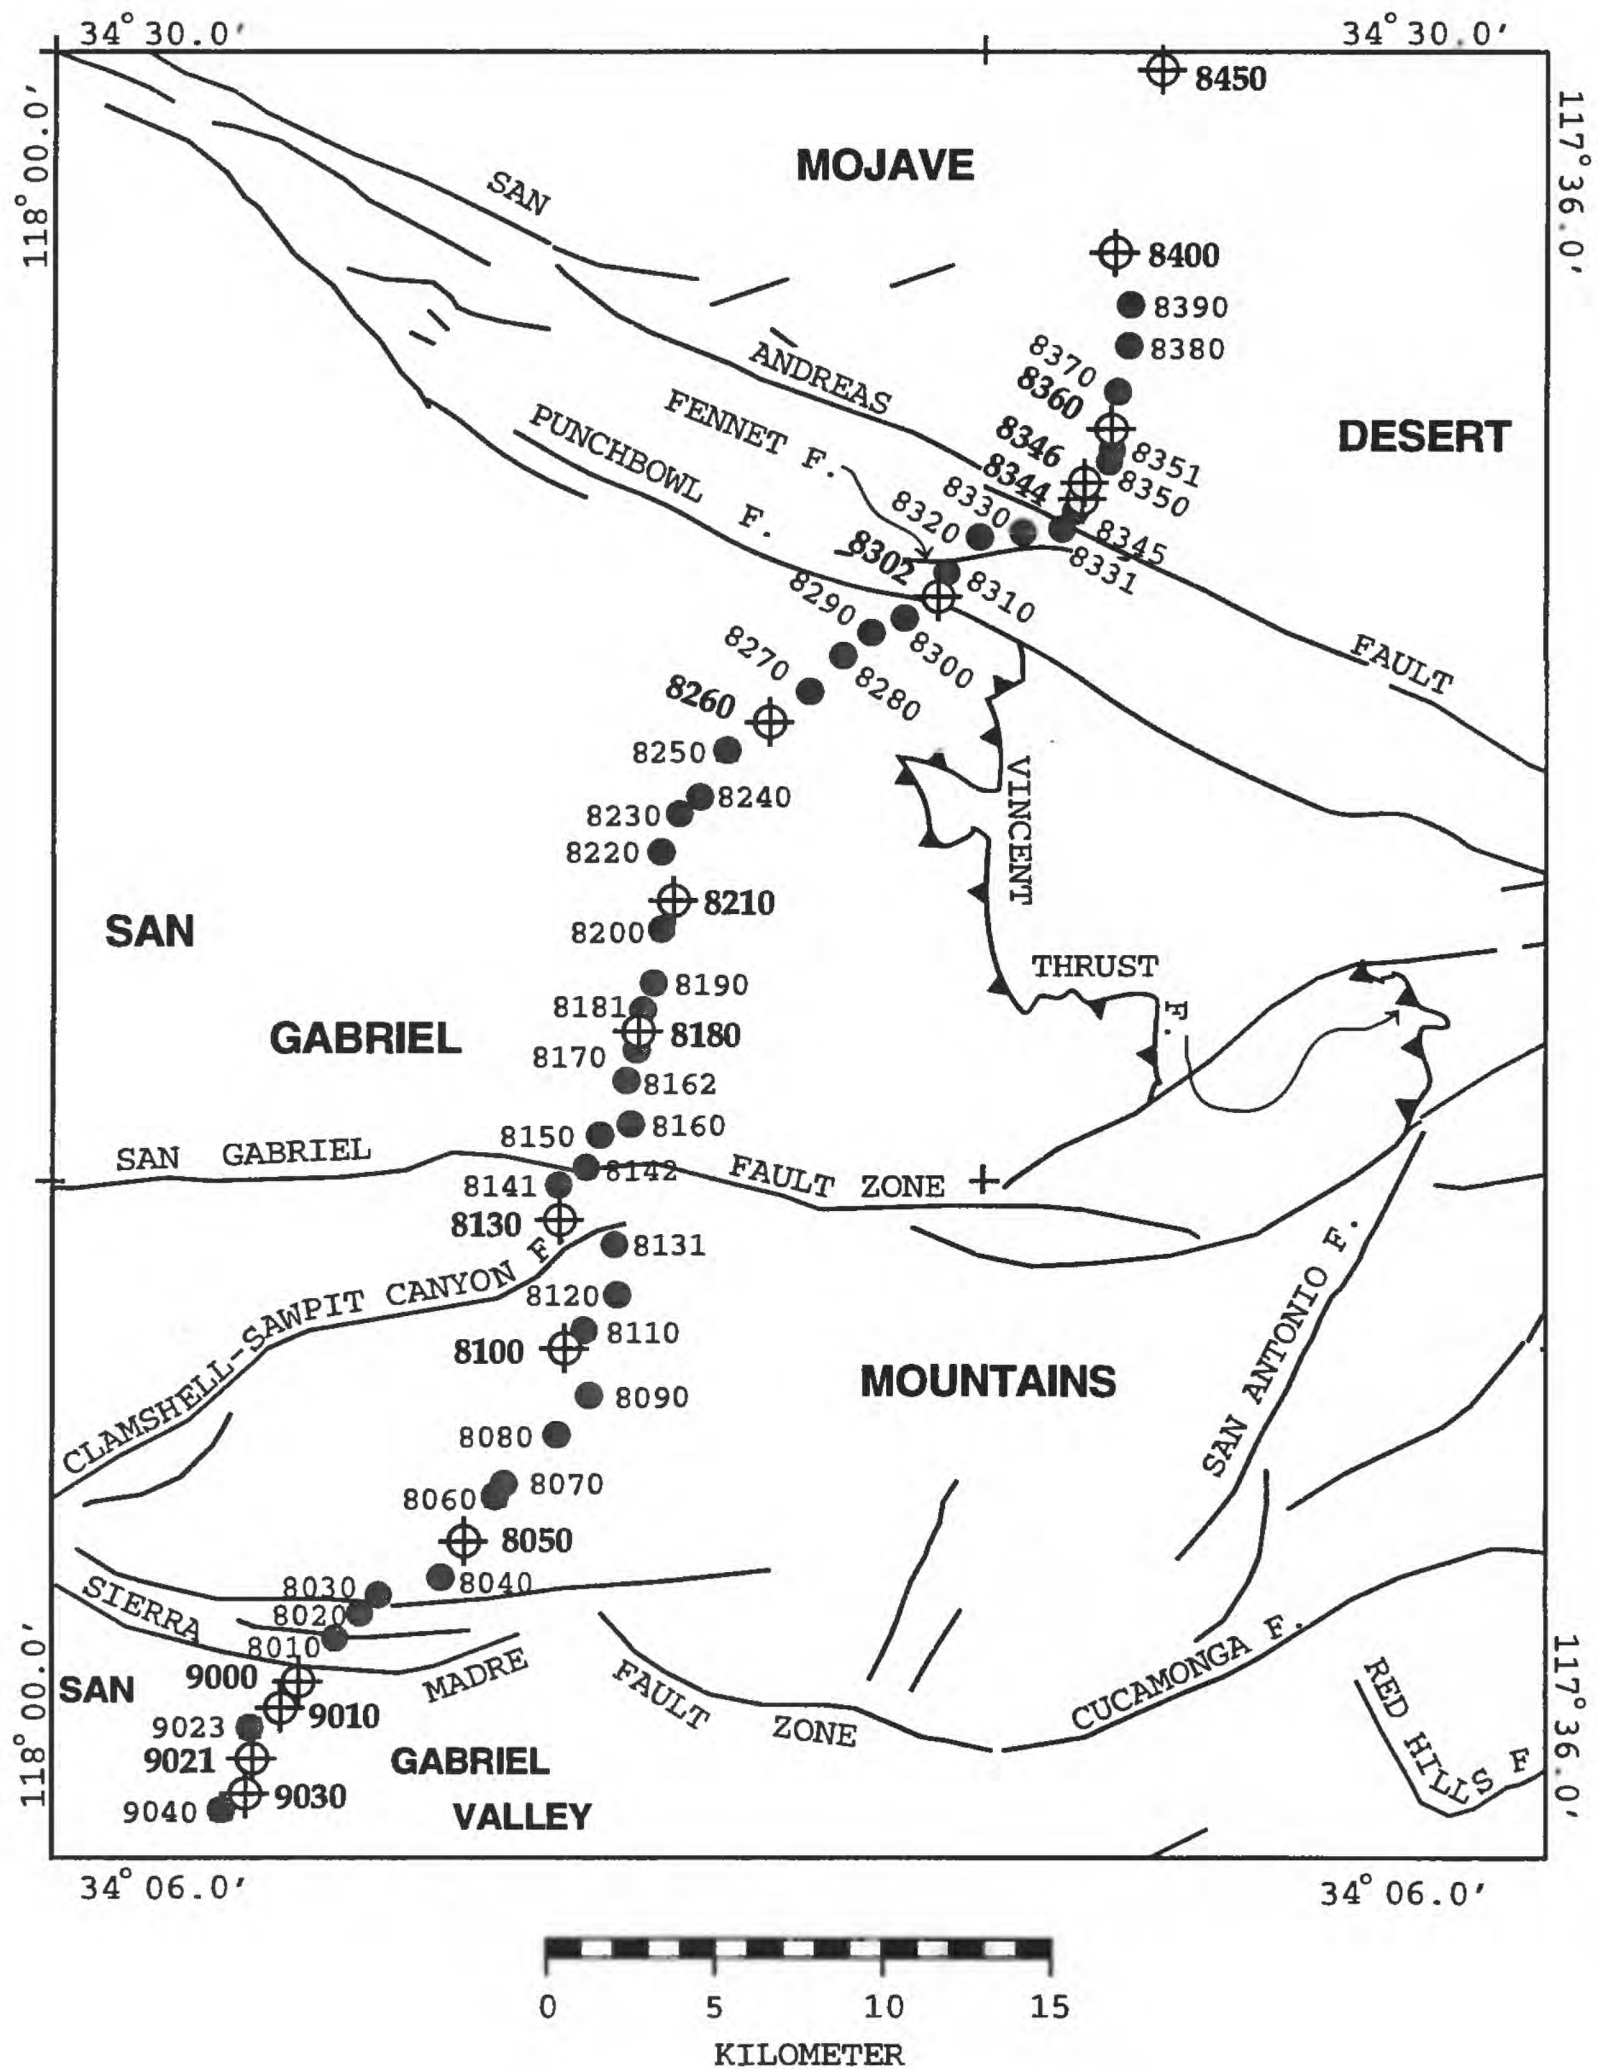 34° 30.0'
34° 30.0'
118° 00.0'
117° 36.0'
8450
MOJAVE
SAN
8400
8390
8380
8370
8360
ANDREAS
FENNET F.
PUNCHBOWL F.
DESERT
8346
8351
8344
8350
8330
8320
8345
8302
8331
8310
8290
8300
FAULT
8270
8280
8260
8250
VINCENT
8240
8230
8220
8210
SAN
8200
THRUST
F.
8190
8181
GABRIEL
8180
8170
8162
8160
8150
SAN GABRIEL
8142
FAULT ZONE
8141
8130
8131
CLAMSHELL-SAWPIT CANYON F.
8120
SAN ANTONIO F.
8110
8100
MOUNTAINS
8090
8080
8070
8060
8050
8040
8030
SIERRA
8020
8010
MADRE
FAULT
ZONE
CUCAMONGA F.
RED HILLS F
9000
SAN
9010
9023
9021
GABRIEL
9030
9040
VALLEY
118° 00.0'
117° 36.0'
34° 06.0'
34° 06.0'
0 5 10 15
KILOMETER